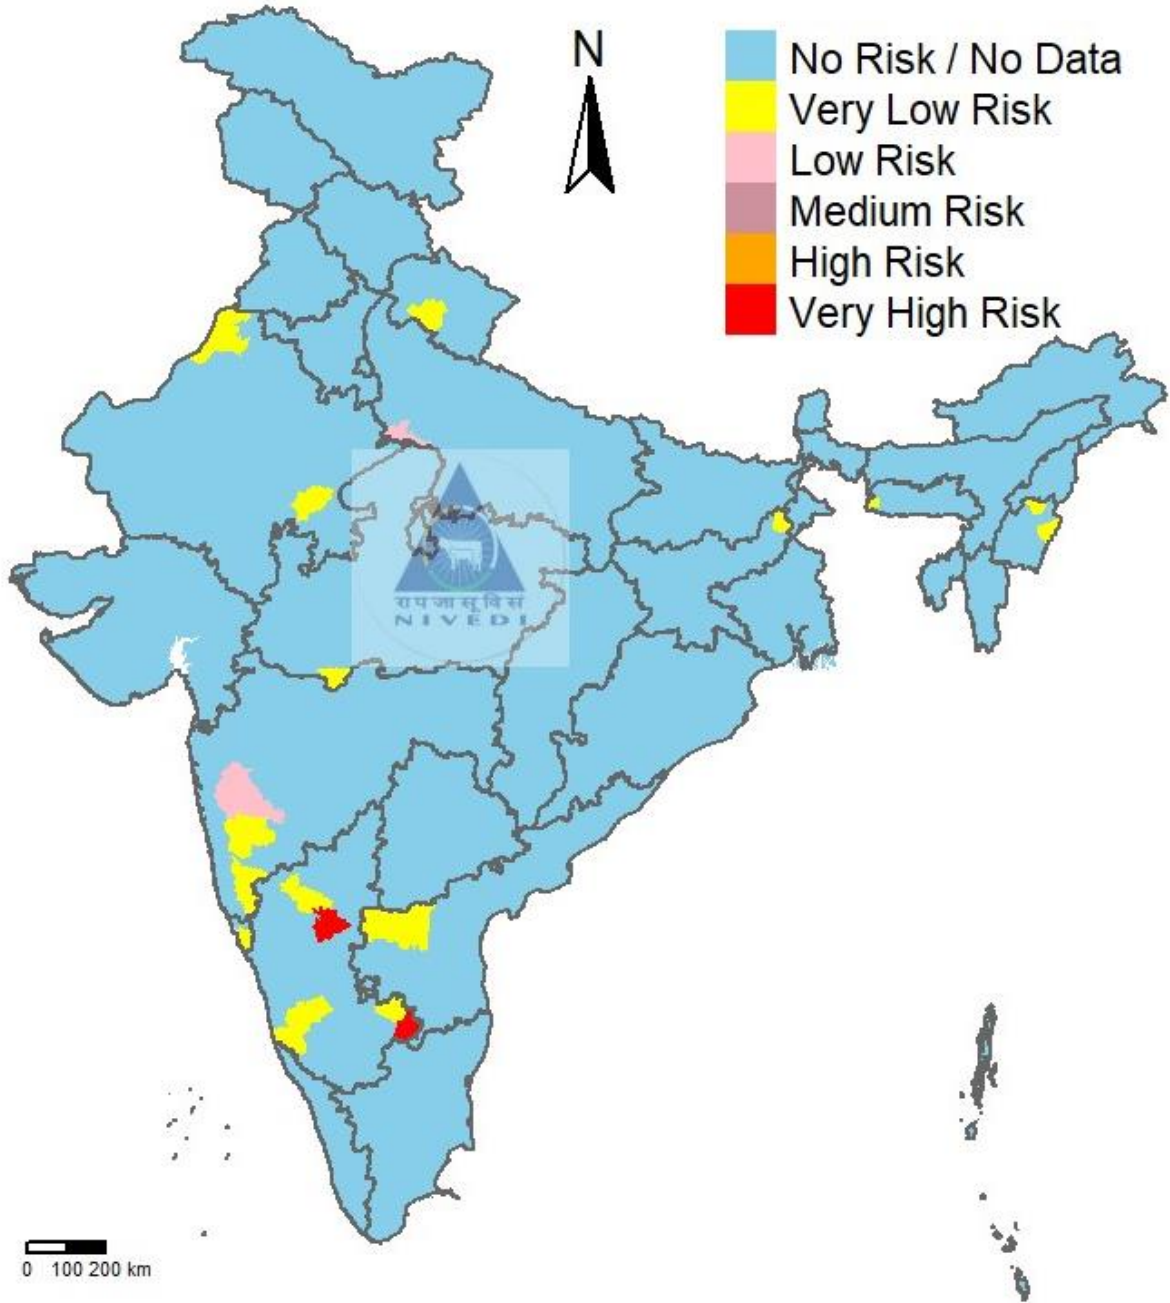 N
No Risk / No Data
Very Low Risk
Low Risk
Medium Risk
High Risk
Very High Risk
रा प जा सू वि सं
NIVEDI
0 100 200 km